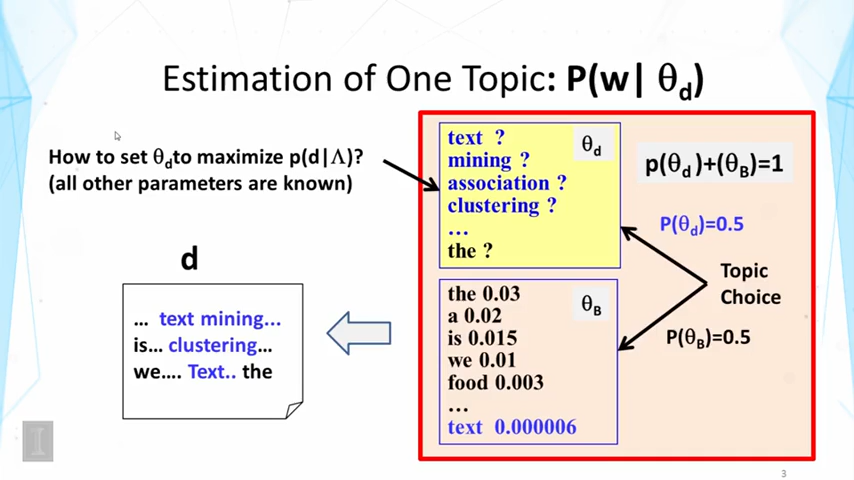 Estimation of One Topic: P(w| θd)
How to set θdto maximize p(d|Λ)?
(all other parameters are known)
d
... text mining...
is... clustering...
we.... Text.. the
text ?
mining ?
association ?
clustering ?
...
the ?
θd
the 0.03
a 0.02
is 0.015
we 0.01
food 0.003
...
text 0.000006
θB
p(θd)+(θB)=1
P(θd)=0.5
Topic
Choice
P(θB)=0.5
I
3